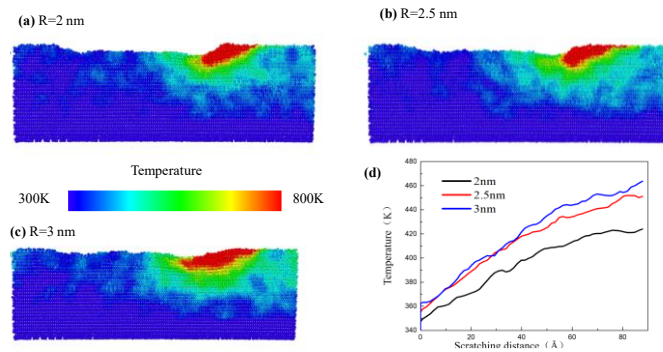 (a) R=2 nm
(b) R=2.5 nm
Temperature
300K
800K
(c) R=3 nm
(d)
2nm
2.5nm
3nm
Temperature（K）
480
460
440
420
400
380
360
340
0
20
40
60
80
Scratching distance（Å）